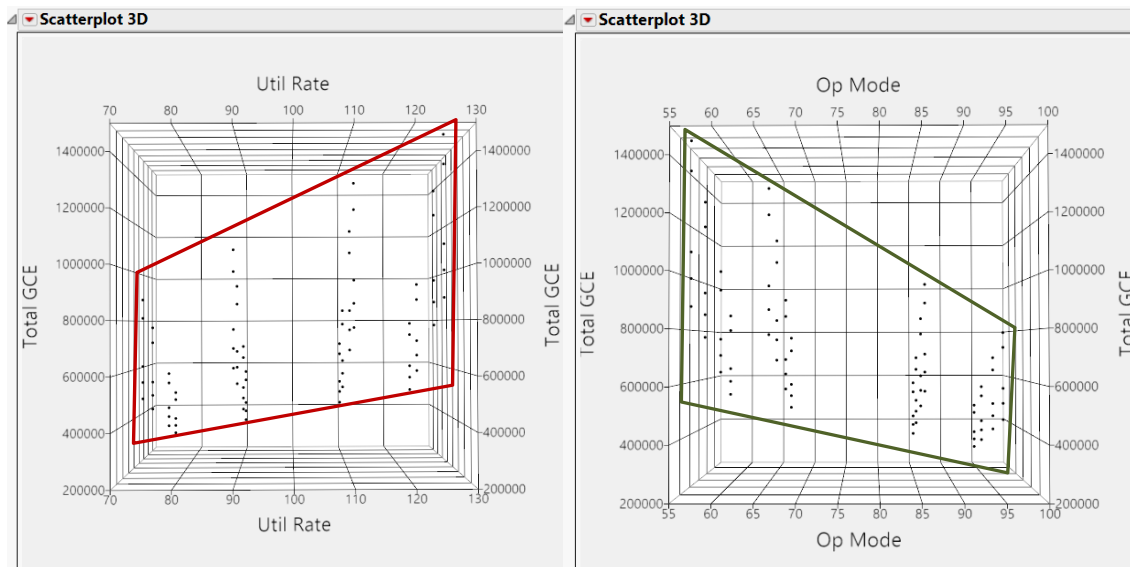 Scatterplot 3D
Util Rate
70 80 90 100 110 120 130
1400000 1400000
1200000 1200000
1000000 1000000
800000 800000
600000 600000
400000 400000
200000 200000
Total GCE
Total GCE
70 80 90 100 110 120 130
Util Rate
Scatterplot 3D
Op Mode
55 60 65 70 75 80 85 90 95 100
1400000 1400000
1200000 1200000
1000000 1000000
800000 800000
600000 600000
400000 400000
200000 200000
Total GCE
Total GCE
55 60 65 70 75 80 85 90 95 100
Op Mode